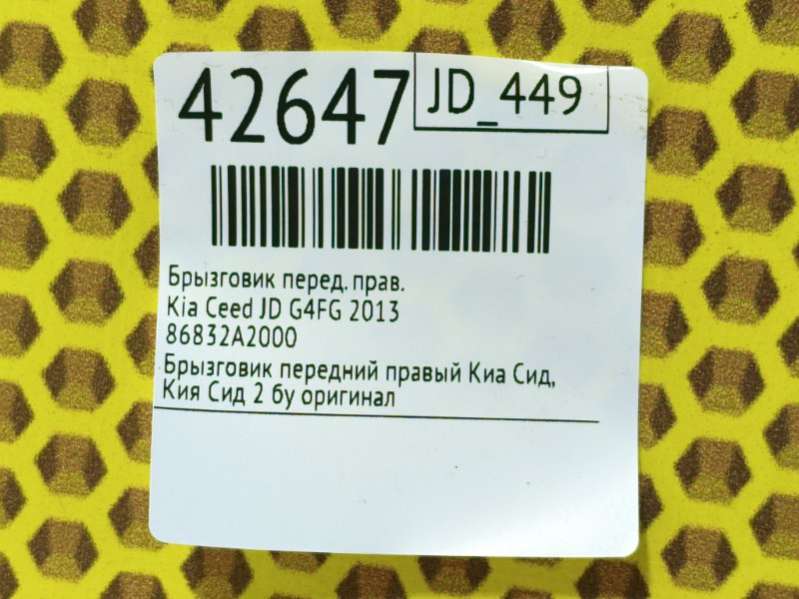 42647
JD_449
Брызговик перед. прав.
Kia Ceed JD G4FG 2013
86832A2000
Брызговик передний правый Киа Сид,
Кия Сид 2 бу оригинал